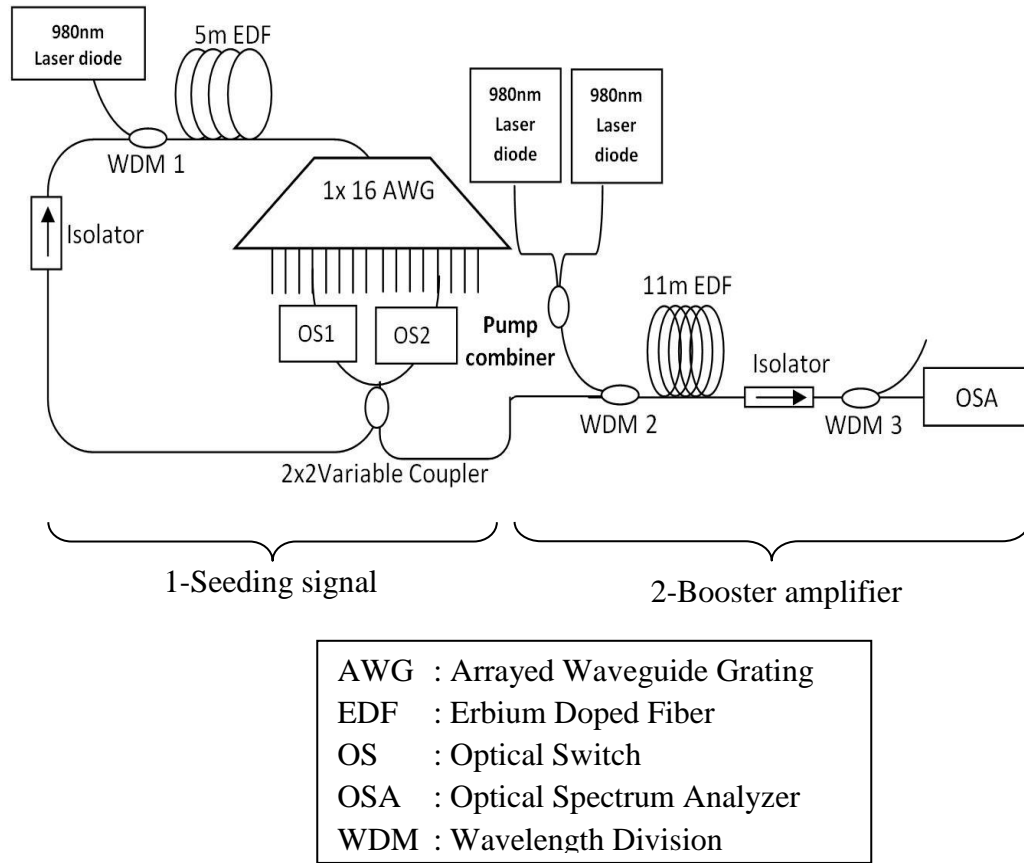 980nm
Laser diode
5m EDF
WDM 1
1x 16 AWG
Isolator
OS1
OS2
2x2Variable Coupler
980nm
Laser
diode
980nm
Laser
diode
Pump
combiner
11m EDF
WDM 2
Isolator
WDM 3
OSA
1-Seeding signal
2-Booster amplifier
AWG : Arrayed Waveguide Grating
EDF : Erbium Doped Fiber
OS : Optical Switch
OSA : Optical Spectrum Analyzer
WDM : Wavelength Division